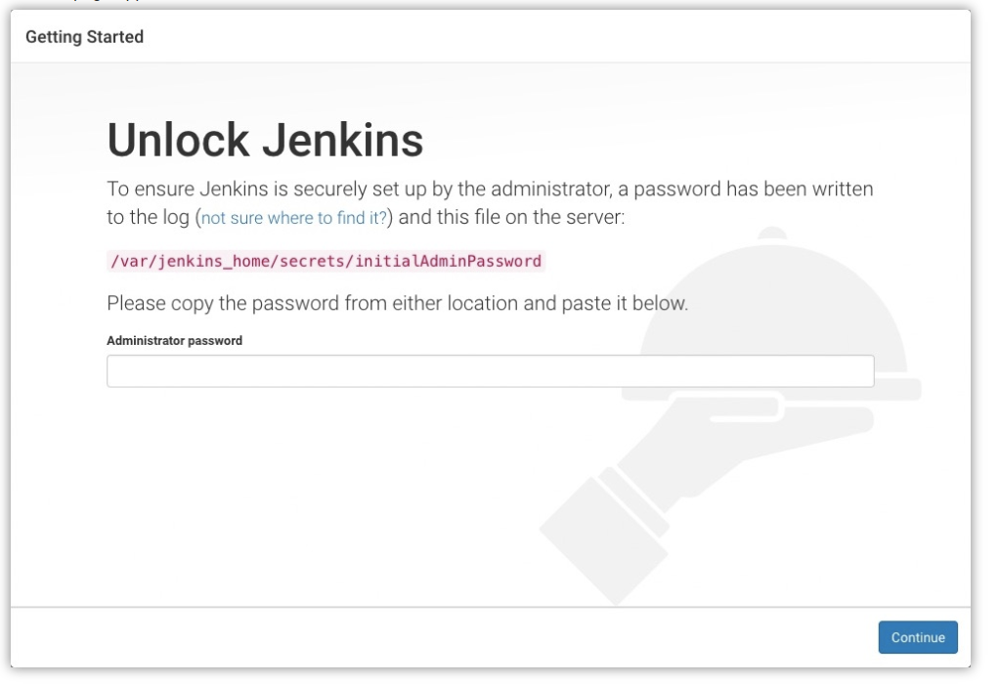 Getting Started
Unlock Jenkins
To ensure Jenkins is securely set up by the administrator, a password has been written
to the log (not sure where to find it?) and this file on the server:
/var/jenkins_home/secrets/initialAdminPassword
Please copy the password from either location and paste it below.
Administrator password
Continue